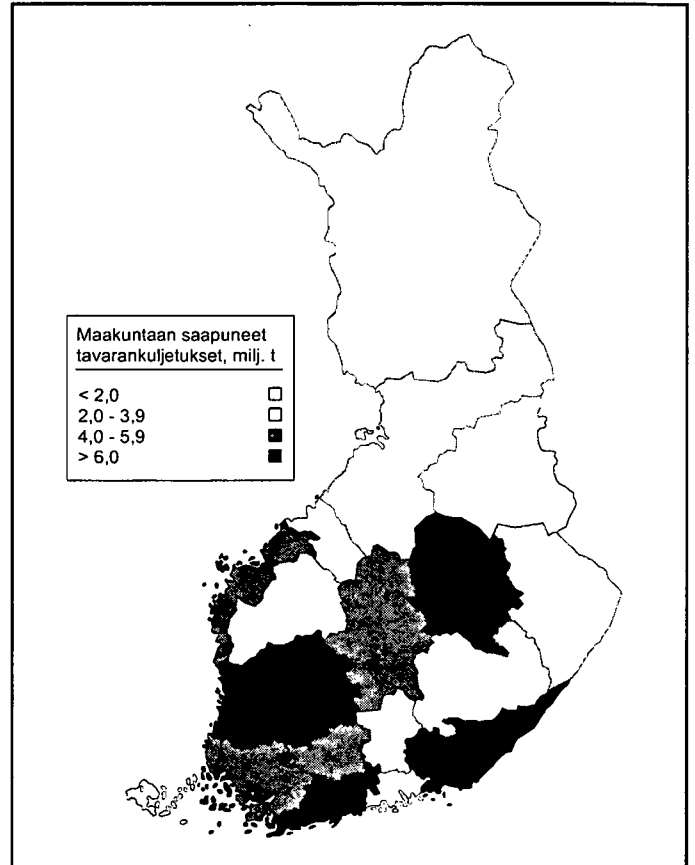 Maakuntaan saapuneet
tavarankuljetukset, milj. t
< 2,0
2,0 - 3,9
4,0 - 5,9
> 6,0